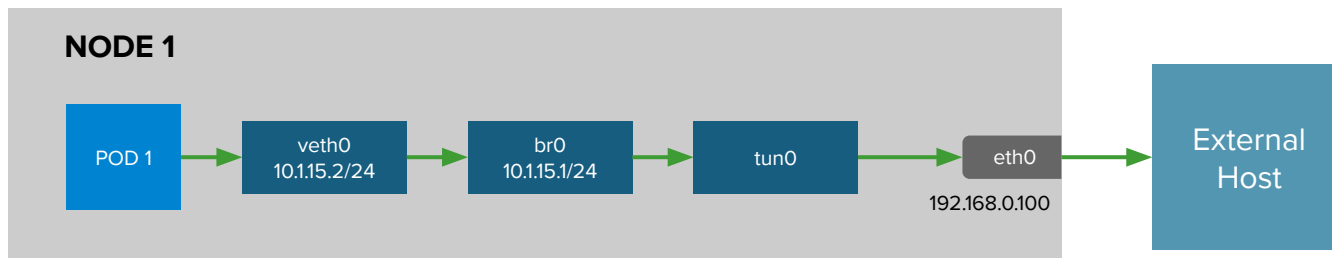 NODE 1
POD 1
veth0
10.1.15.2/24
br0
10.1.15.1/24
tun0
eth0
192.168.0.100
External
Host